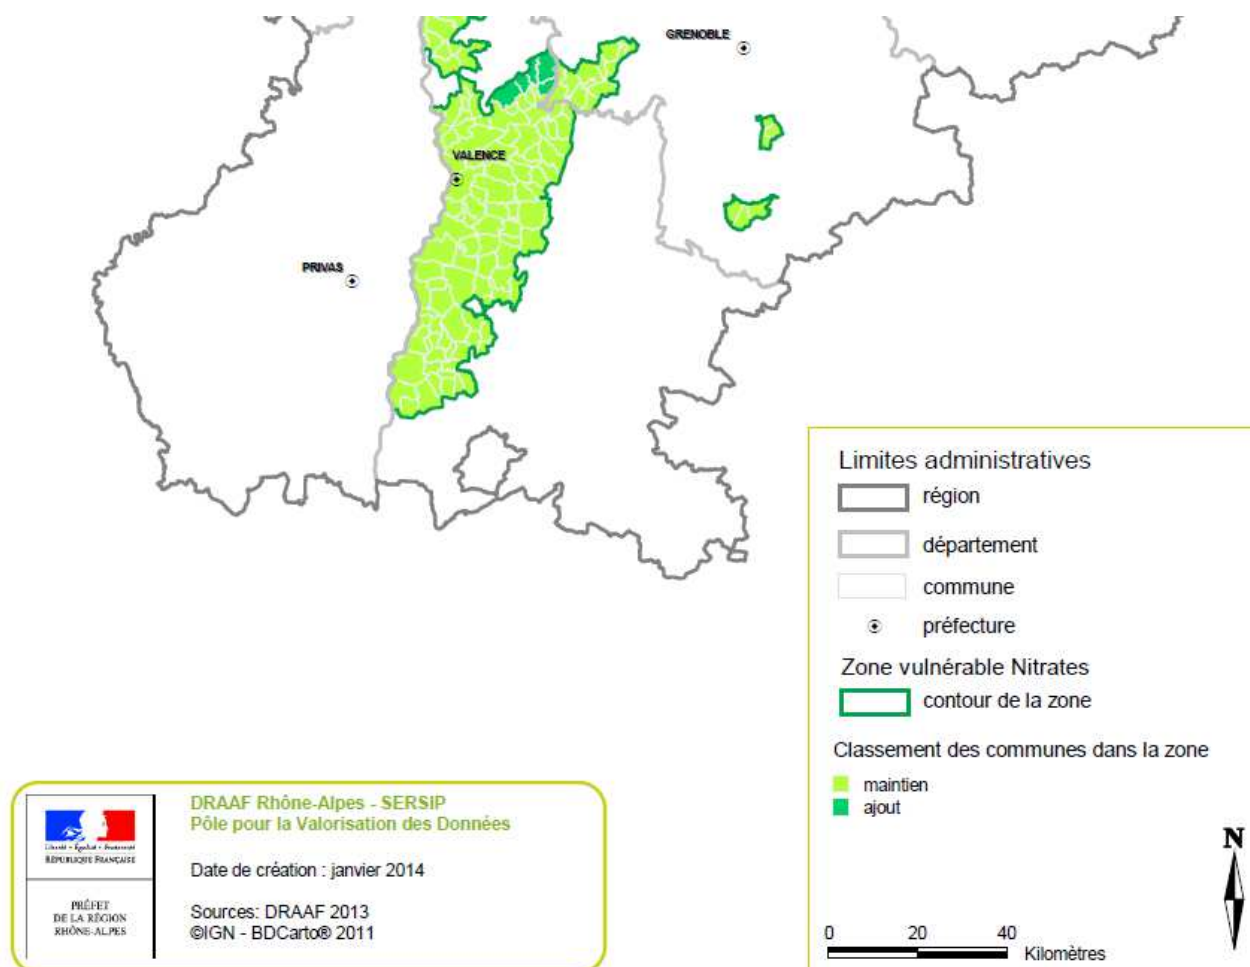 GRENOBLE
VALENCE
PRIVAS
Limites administratives
région
département
commune
préfecture
Zone vulnérable Nitrates
contour de la zone
Classement des communes dans la zone
maintien
ajout
DRAAF Rhône-Alpes - SERSIP
Pôle pour la Valorisation des Données
Date de création : janvier 2014
Sources: DRAAF 2013
©IGN - BDCarto® 2011
Liberté • Égalité • Fraternité
RÉPUBLIQUE FRANÇAISE
PRÉFET
DE LA RÉGION
RHÔNE-ALPES
N
0 20 40
Kilomètres